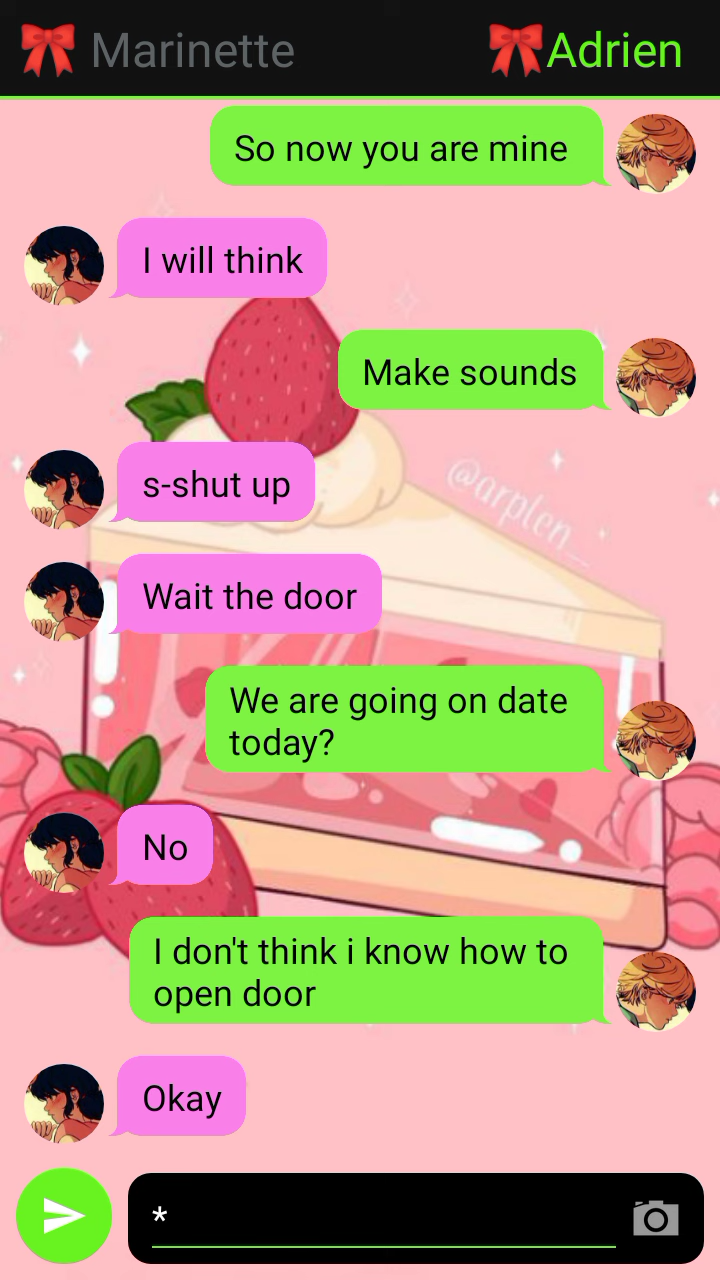 🎀 Marinette
🎀Adrien
So now you are mine
I will think
Make sounds
s-shut up
@arplen_
Wait the door
We are going on date
today?
No
I don't think i know how to
open door
Okay
*